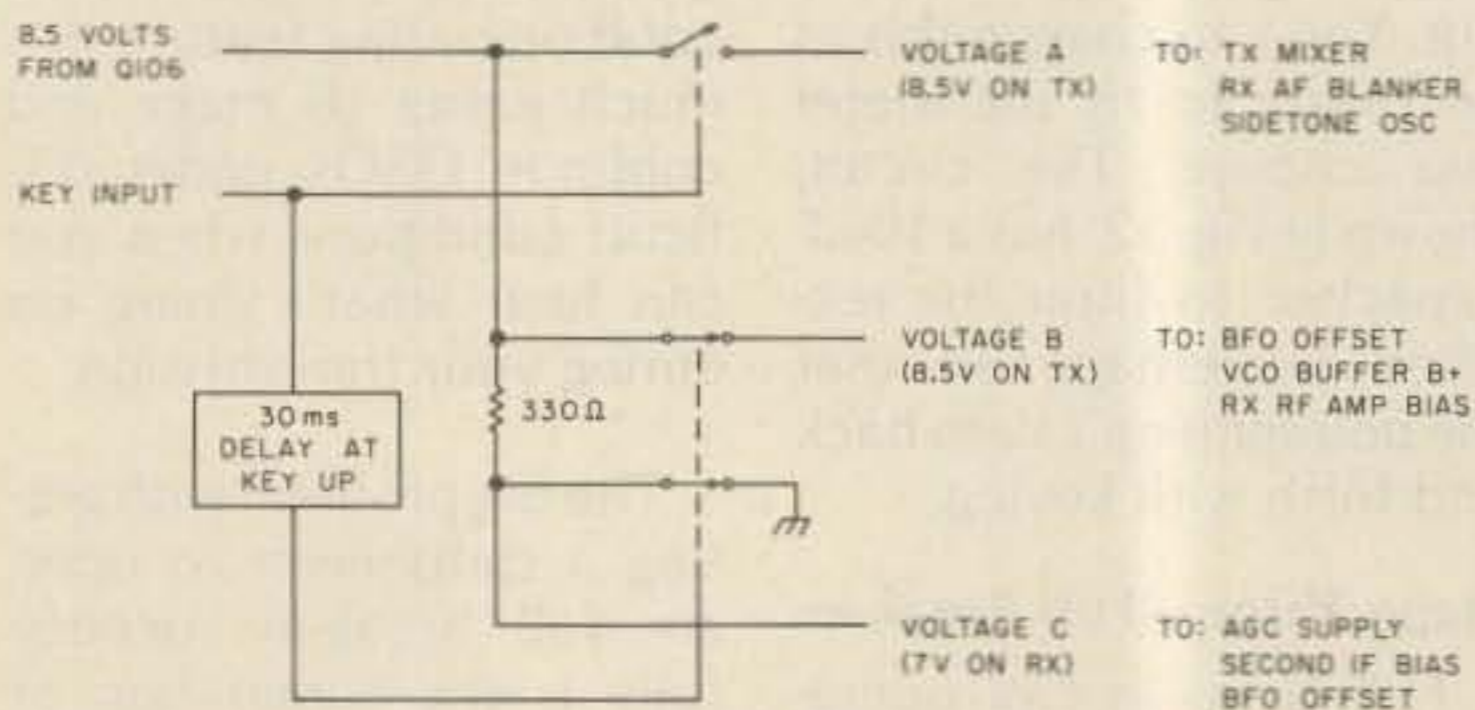 8.5 VOLTS
FROM Q106
VOLTAGE A
(8.5V ON TX)
TO: TX MIXER
RX AF BLANKER
SIDETONE OSC
KEY INPUT
VOLTAGE B
(8.5V ON TX)
TO: BFO OFFSET
VCO BUFFER B+
RX RF AMP BIAS
330Ω
30ms
DELAY AT
KEY UP
VOLTAGE C
(7V ON RX)
TO: AGC SUPPLY
SECOND IF BIAS
BFO OFFSET